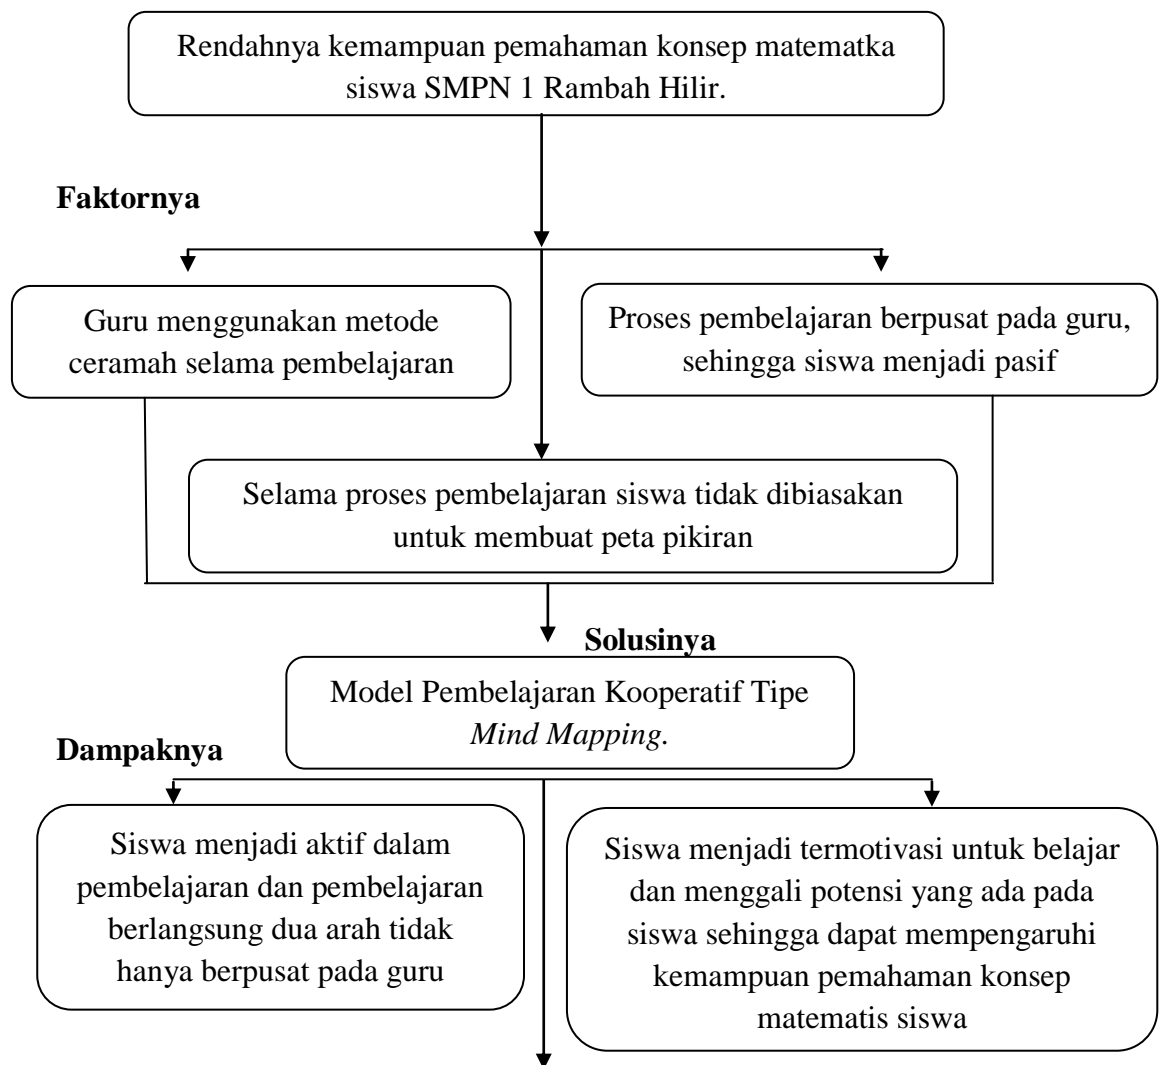 Rendahnya kemampuan pemahaman konsep matematka
siswa SMPN 1 Rambah Hilir.
Faktornya
Guru menggunakan metode
ceramah selama pembelajaran
Proses pembelajaran berpusat pada guru,
sehingga siswa menjadi pasif
Selama proses pembelajaran siswa tidak dibiasakan
untuk membuat peta pikiran
Solusinya
Model Pembelajaran Kooperatif Tipe
Mind Mapping.
Dampaknya
Siswa menjadi aktif dalam
pembelajaran dan pembelajaran
berlangsung dua arah tidak
hanya berpusat pada guru
Siswa menjadi termotivasi untuk belajar
dan menggali potensi yang ada pada
siswa sehingga dapat mempengaruhi
kemampuan pemahaman konsep
matematis siswa